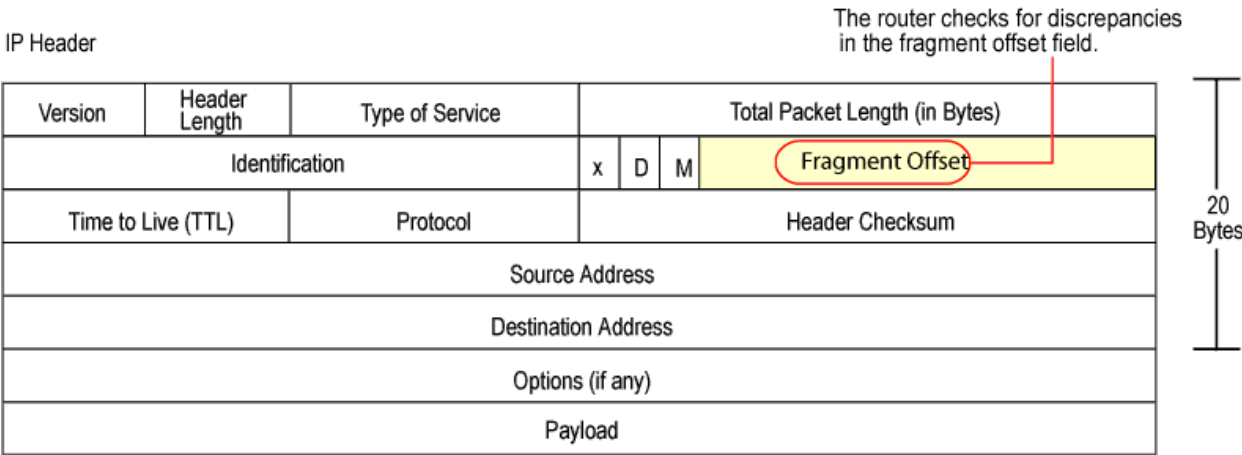 The router checks for discrepancies
in the fragment offset field.
IP Header
Version
Header
Length
Type of Service
Total Packet Length (in Bytes)
Identification
x
D
M
Fragment Offset
Time to Live (TTL)
Protocol
Header Checksum
20
Bytes
Source Address
Destination Address
Options (if any)
Payload